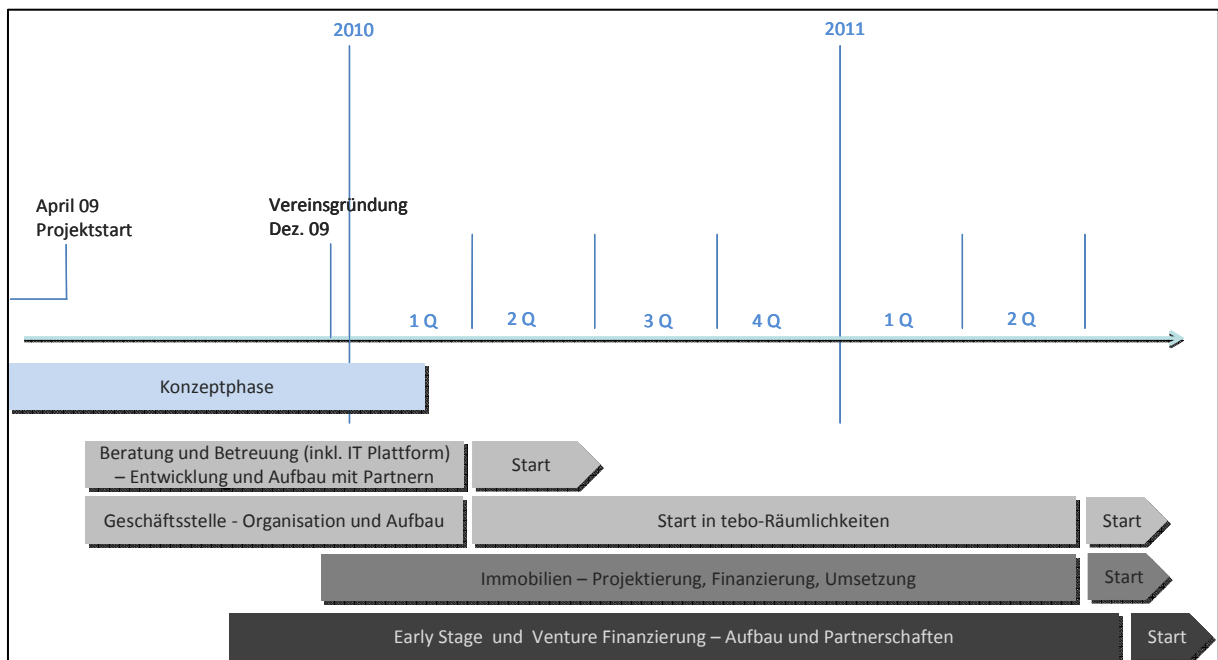 2010
2011
April 09
Projektstart
Vereinsgründung
Dez. 09
1 Q
2 Q
3 Q
4 Q
1 Q
2 Q
Konzeptphase
Beratung und Betreuung (inkl. IT Plattform)
– Entwicklung und Aufbau mit Partnern
Start
Geschäftsstelle - Organisation und Aufbau
Start in tebo-Räumlichkeiten
Start
Immobilien – Projektierung, Finanzierung, Umsetzung
Start
Early Stage und Venture Finanzierung – Aufbau und Partnerschaften
Start